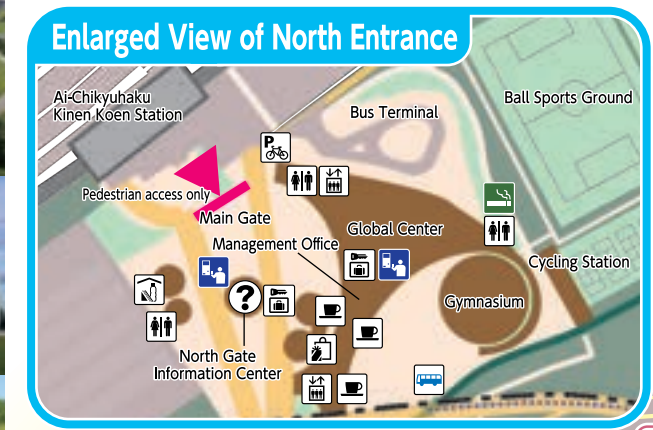 Enlarged View of North Entrance
Ai-Chikyuhaku
Kinen Koen Station
Bus Terminal
Ball Sports Ground
P
Pedestrian access only
Main Gate
Global Center
Management Office
Cycling Station
?
Gymnasium
North Gate
Information Center